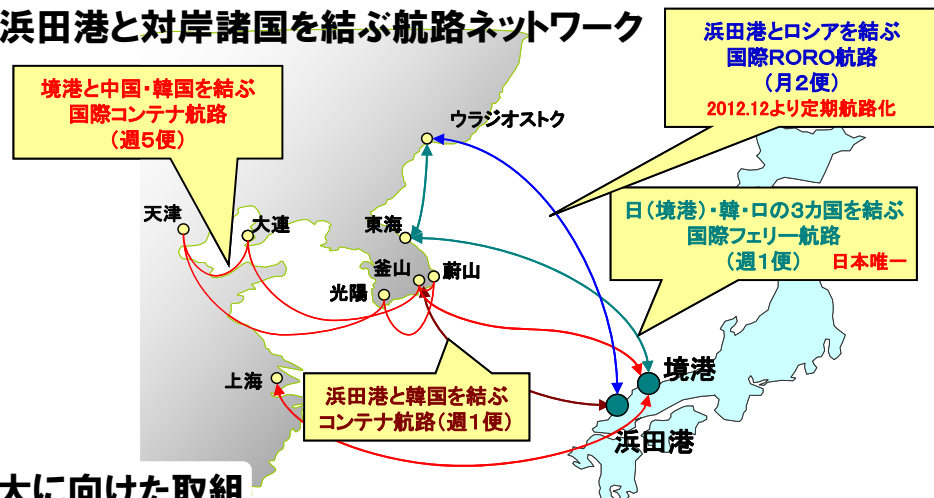 浜田港と対岸諸国を結ぶ航路ネットワーク
浜田港とロシアを結ぶ
国際RORO航路
(月2便)
2012.12より定期航路化
境港と中国・韓国を結ぶ
国際コンテナ航路
(週5便)
ウラジオストク
日(境港)・韓・ロの3カ国を結ぶ
国際フェリー航路
(週1便) 日本唯一
天津
大連
東海
釜山
蔚山
光陽
上海
境港
浜田港と韓国を結ぶ
コンテナ航路(週1便)
浜田港
大に向けた取組